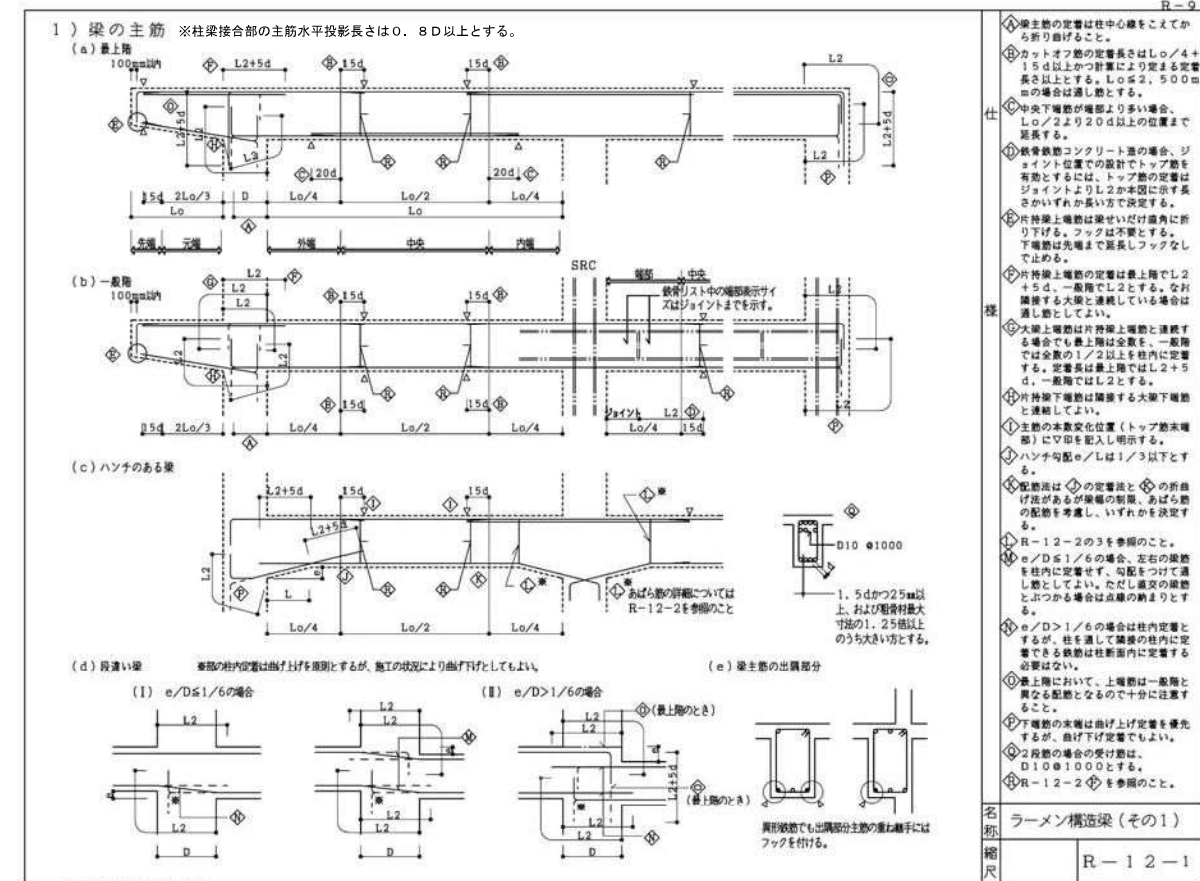 R-9
1) 梁の主筋 ※柱梁接合部の主筋水平投影長さは0．8D以上とする。
(a) 最上階
100mm以内
Ⓕ L2+5d
Ⓑ 15d
15d Ⓑ
L2
Ⓞ
Ⓔ
Ⓞ
Ⓗ
L2+5d
L2
L2
Ⓡ
Ⓡ
Ⓡ
L2
L2+5d
Ⓟ
Ⓒ 20d
20d Ⓒ
15d 2Lo/3 D Lo/4 Lo/2 Lo/4
Lo Ⓐ Lo
先端 元端 外端 中央 内端
(b) 一般階
100mm以内
Ⓖ L2 Ⓕ
L2
Ⓑ 15d
15d Ⓑ
SRC
端部 中央
鉄骨リスト中の端部表示サイ
ズはジョイントまでを示す。
L2
Ⓔ
L2
L2
Ⓗ
Ⓡ
Ⓡ
Ⓡ
L2
Ⓟ
Ⓑ 15d
15d Ⓑ
ジョイント L2 Ⓓ
15d 2Lo/3 Lo/4 Lo/2 Lo/4 Lo/4 15d
Ⓐ
(c) ハンチのある梁
L2+5d
15d Ⓘ
Ⓘ 15d
Ⓛ※
Ⓠ
L2+5d
L2
e
D10 @1000
d
Ⓟ
L
Ⓙ
Ⓡ
Ⓡ
Ⓚ
Ⓛ※
※
Ⓛ あばら筋の詳細については
R-12-2を参照のこと
1．5dかつ25mm以
上、および粗骨材最大
寸法の1．25倍以上
のうち大きい方とする。
Lo/4 Lo/2 Lo/4
(d) 段違い梁 ※部の柱内定着は曲げ上げを原則とするが、施工の状況により曲げ下げとしてもよい。
(e) 梁主筋の出隅部分
(Ⅰ) e/D≦1/6の場合
(Ⅱ) e/D>1/6の場合
L2
L2
L2
Ⓜ
e
※
Ⓝ
L2
D
※
L2
L2
D
L2
L2
Ⓞ(最上階のとき)
e
L2+5d
Ⓞ
(最上階のとき)
※
L2
Ⓝ
D
異形鉄筋でも出隅部分主筋の重ね継手には
フックを付ける。
仕
様
Ⓐ梁主筋の定着は柱中心線をこえてか
ら折り曲げること。
Ⓑカットオフ筋の定着長さはLo/4+
15d以上かつ計算により定まる定着
長さ以上とする。Lo≦2，500m
mの場合は通し筋とする。
Ⓒ中央下端筋が端部より多い場合、
Lo/2より20d以上の位置まで
延長する。
Ⓓ鉄骨鉄筋コンクリート造の場合、ジ
ョイント位置での設計でトップ筋を
有効とするには、トップ筋の定着は
ジョイントよりL2か本図に示す長
さかいずれか長い方で決定する。
Ⓔ片持梁上端筋は梁せいだけ直角に折
り下げる。フックは不要とする。
下端筋は先端まで延長しフックなし
で止める。
Ⓕ片持梁上端筋の定着は最上階でL2
+5d、一般階でL2とする。なお
隣接する大梁と連続している場合は
通し筋としてよい。
Ⓖ大梁上端筋は片持梁上端筋と連続す
る場合でも最上階は全数を、一般階
では全数の1/2以上を柱内に定着
する。定着長は最上階ではL2+5
d、一般階ではL2とする。
Ⓗ片持梁下端筋は隣接する大梁下端筋
と連続してよい。
Ⓘ主筋の本数変化位置（トップ筋末端
部）に▽印を記入し明示する。
Ⓙハンチ勾配e/Lは1/3以下とす
る。
Ⓚ配筋法はⒿの定着法とⓀの折曲
げ法があるが梁幅の制限、あばら筋
の配筋を考慮し、いずれかを決定す
る。
ⓁR-12-2の3を参照のこと。
Ⓜe/D≦1/6の場合、左右の梁筋
を柱内に定着せず、勾配をつけて通
し筋としてよい。ただし直交の梁筋
とぶつかる場合は点線の納まりとす
る。
Ⓝe/D>1/6の場合は柱内定着と
するが、柱を通して隣接の柱内に定
着できる鉄筋は柱断面内に定着する
必要はない。
Ⓞ最上階において、上端筋は一般階と
異なる配筋となるので十分に注意す
ること。
Ⓟ下端筋の末端は曲げ上げ定着を優先
するが、曲げ下げ定着でもよい。
Ⓠ2段筋の場合の受け筋は、
D10@1000とする。
ⓇR-12-2Ⓟを参照のこと。
名称 ラーメン構造梁（その1）
縮尺 R-12-1